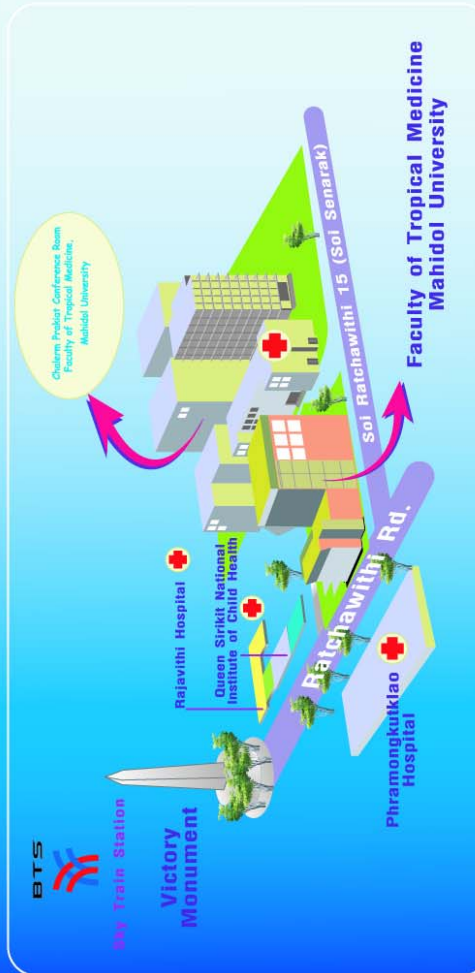 BTS
Sky Train Station
Victory
Monument
Rajavithi Hospital
Queen Sirikit National
Institute of Child Health
Chalerm Prakiat Conference Room
Faculty of Tropical Medicine,
Mahidol University
Phramongkutklao
Hospital
Ratchawithi Rd.
Soi Ratchawithi 15 (Soi Senarak)
Faculty of Tropical Medicine
Mahidol University